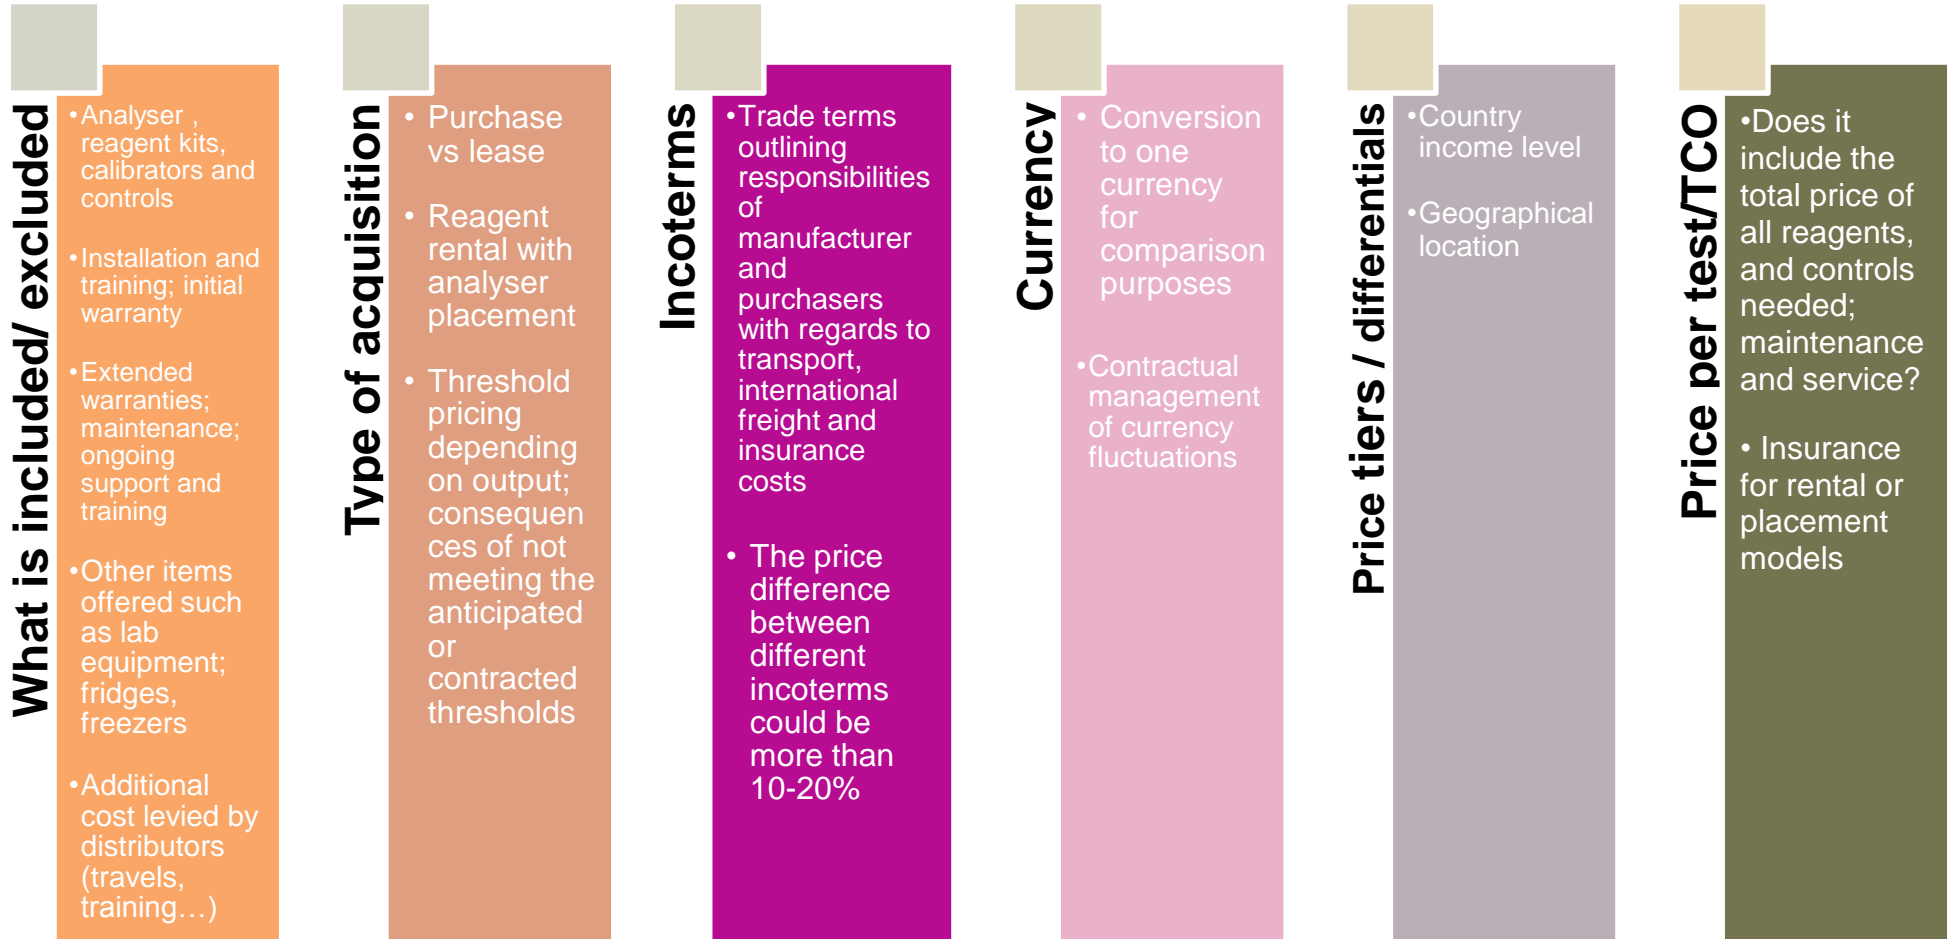 What is included/ excluded
•Analyser ,
reagent kits,
calibrators and
controls
•Installation and
training; initial
warranty
•Extended
warranties;
maintenance;
ongoing
support and
training
•Other items
offered such
as lab
equipment;
fridges,
freezers
•Additional
cost levied by
distributors
(travels,
training…)
Type of acquisition
• Purchase
vs lease
• Reagent
rental with
analyser
placement
• Threshold
pricing
depending
on output;
consequen
ces of not
meeting the
anticipated
or
contracted
thresholds
Incoterms
•Trade terms
outlining
responsibilities
of
manufacturer
and
purchasers
with regards to
transport,
international
freight and
insurance
costs
• The price
difference
between
different
incoterms
could be
more than
10-20%
Currency
• Conversion
to one
currency
for
comparison
purposes
•Contractual
management
of currency
fluctuations
Price tiers / differentials
•Country
income level
•Geographical
location
Price per test/TCO
•Does it
include the
total price of
all reagents,
and controls
needed;
maintenance
and service?
• Insurance
for rental or
placement
models